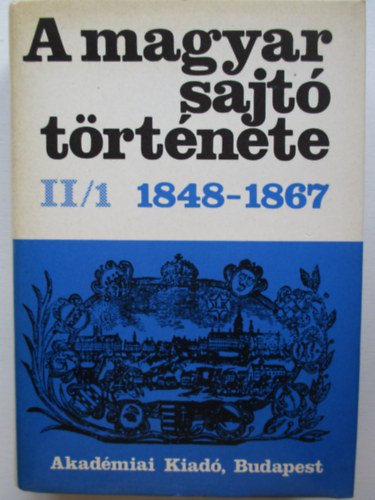 A magyar
sajtó
története
II/1 1848-1867
Akadémiai Kiadó, Budapest